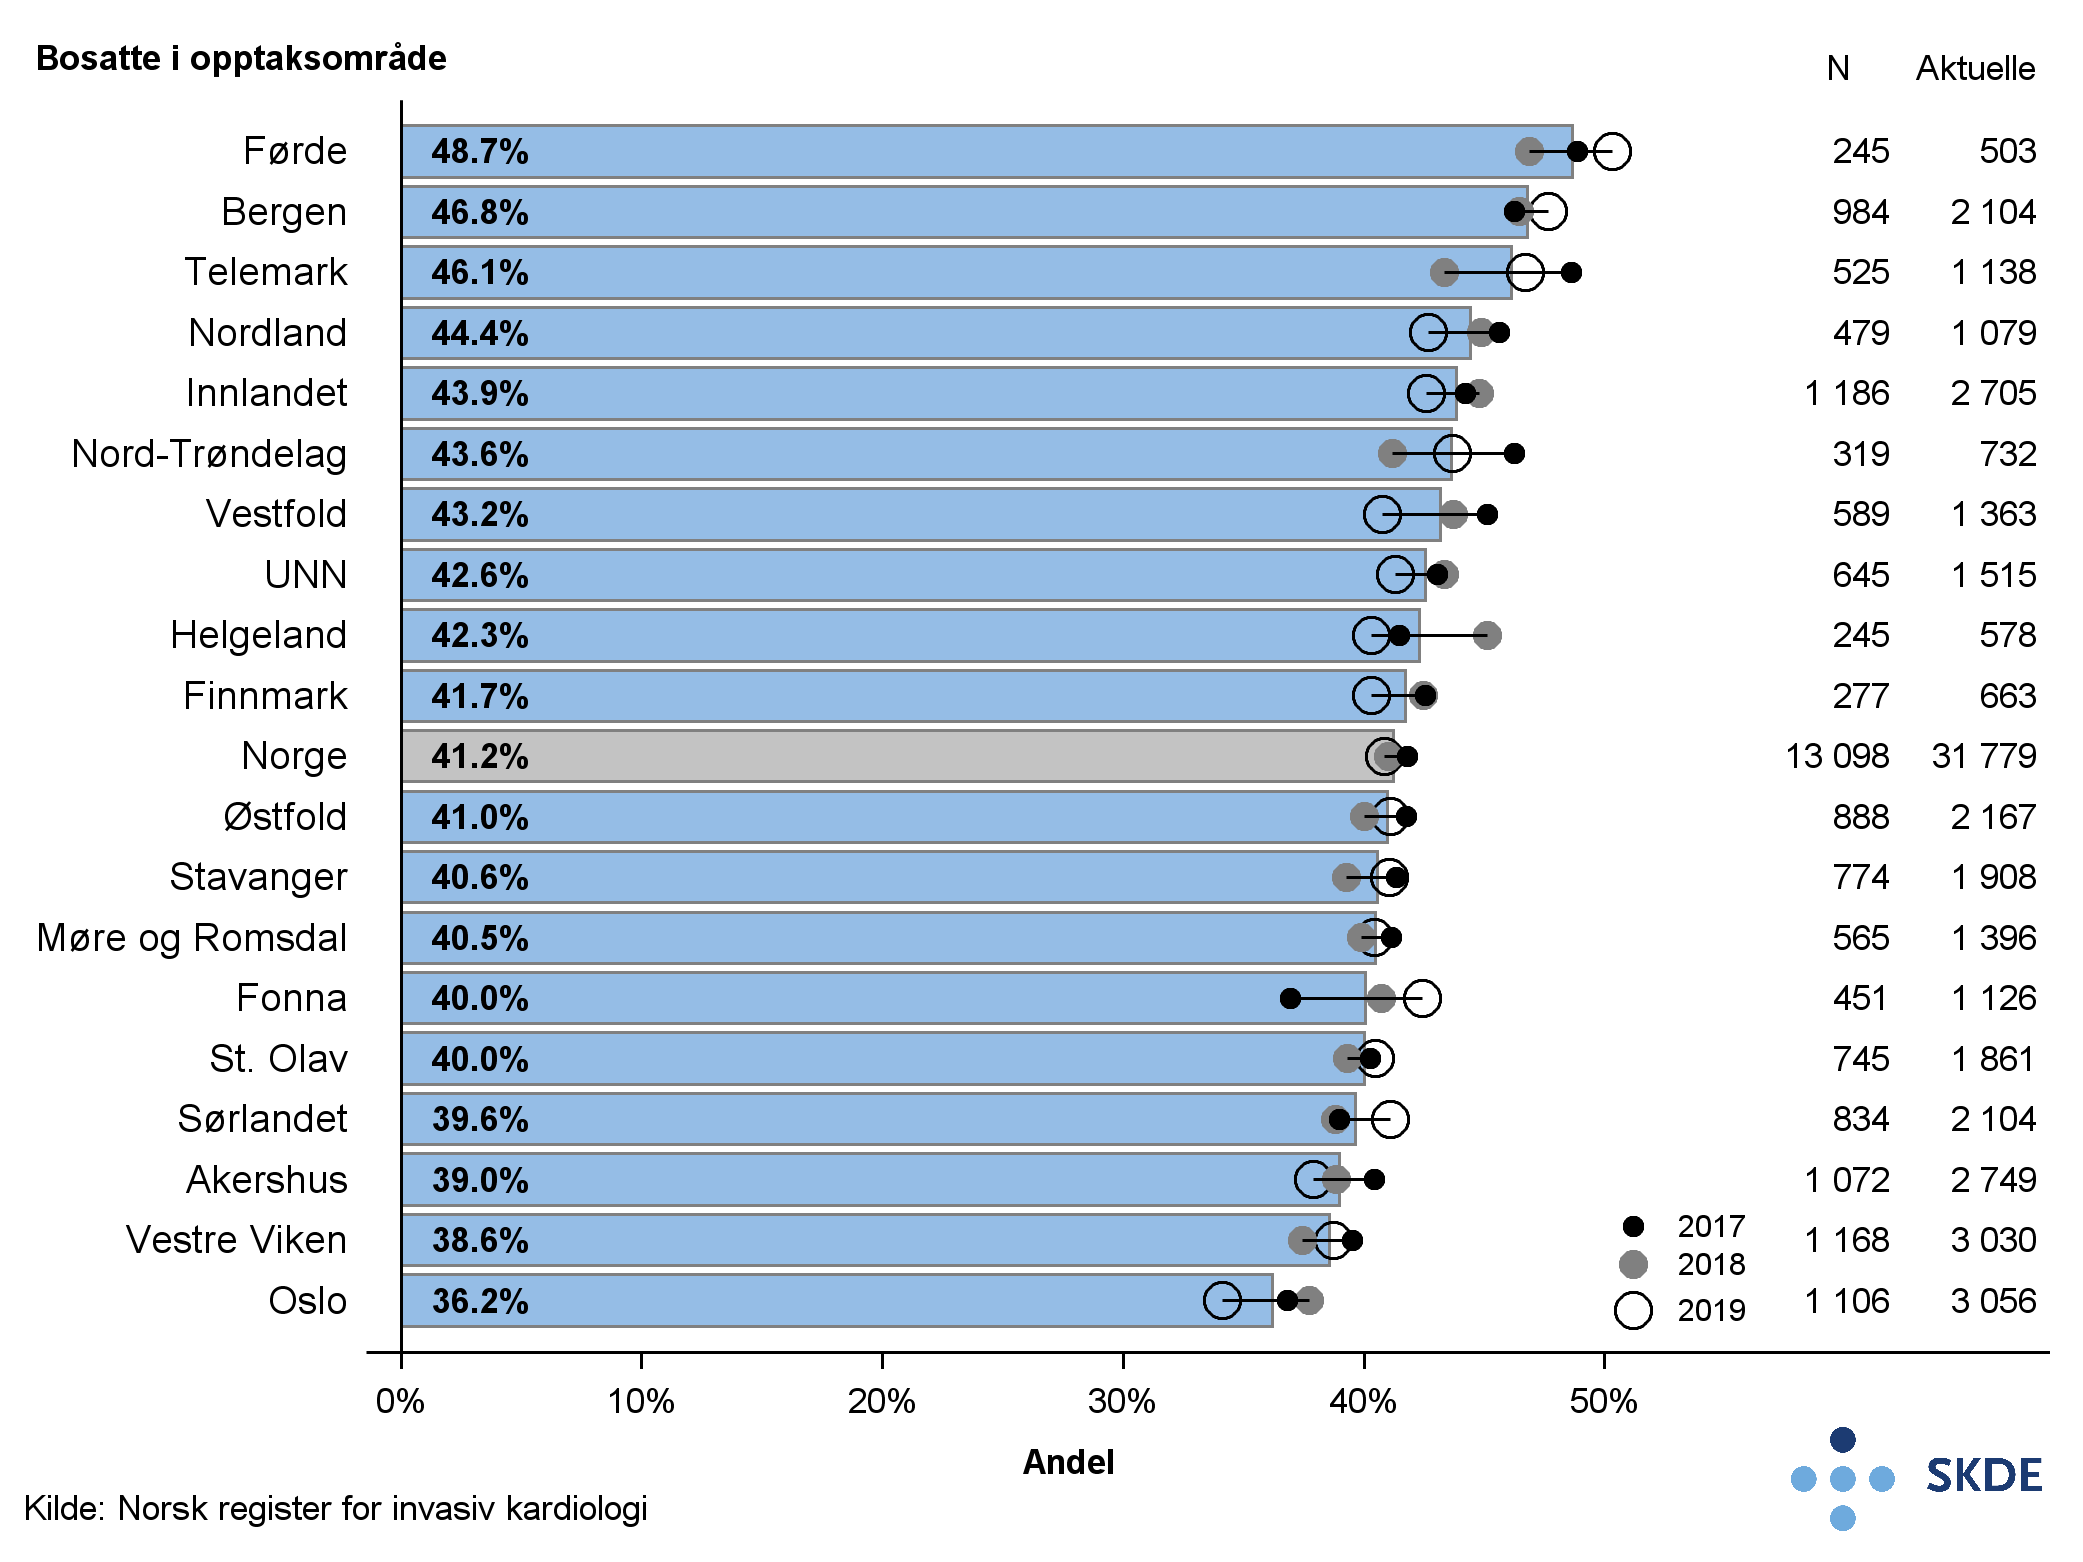 Bosatte i opptaksområde N Aktuelle
Førde 48.7% 245 503
Bergen 46.8% 984 2 104
Telemark 46.1% 525 1 138
Nordland 44.4% 479 1 079
Innlandet 43.9% 1 186 2 705
Nord-Trøndelag 43.6% 319 732
Vestfold 43.2% 589 1 363
UNN 42.6% 645 1 515
Helgeland 42.3% 245 578
Finnmark 41.7% 277 663
Norge 41.2% 13 098 31 779
Østfold 41.0% 888 2 167
Stavanger 40.6% 774 1 908
Møre og Romsdal 40.5% 565 1 396
Fonna 40.0% 451 1 126
St. Olav 40.0% 745 1 861
Sørlandet 39.6% 834 2 104
Akershus 39.0% 1 072 2 749
Vestre Viken 38.6% 1 168 3 030
Oslo 36.2% 1 106 3 056
2017
2018
2019
0% 10% 20% 30% 40% 50%
Andel
SKDE
Kilde: Norsk register for invasiv kardiologi